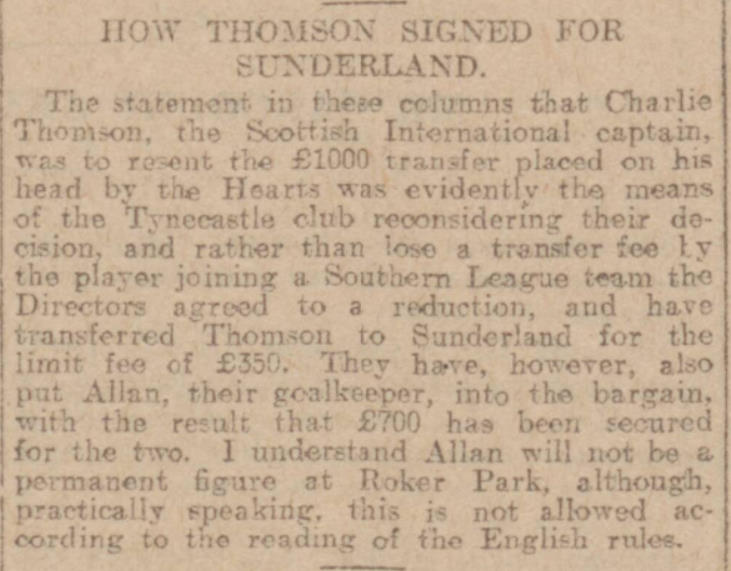 HOW THOMSON SIGNED FOR
SUNDERLAND.
The statement in these columns that Charlie
Thomson, the Scottish International captain,
was to resent the £1000 transfer placed on his
head by the Hearts was evidently the means
of the Tynecastle club reconsidering their de-
cision, and rather than lose a transfer fee by
the player joining a Southern League team the
Directors agreed to a reduction, and have
transferred Thomson to Sunderland for the
limit fee of £350. They have, however, also
put Allan, their goalkeeper, into the bargain,
with the result that £700 has been secured
for the two. I understand Allan will not be a
permanent figure at Roker Park, although,
practically speaking, this is not allowed ac-
cording to the reading of the English rules.